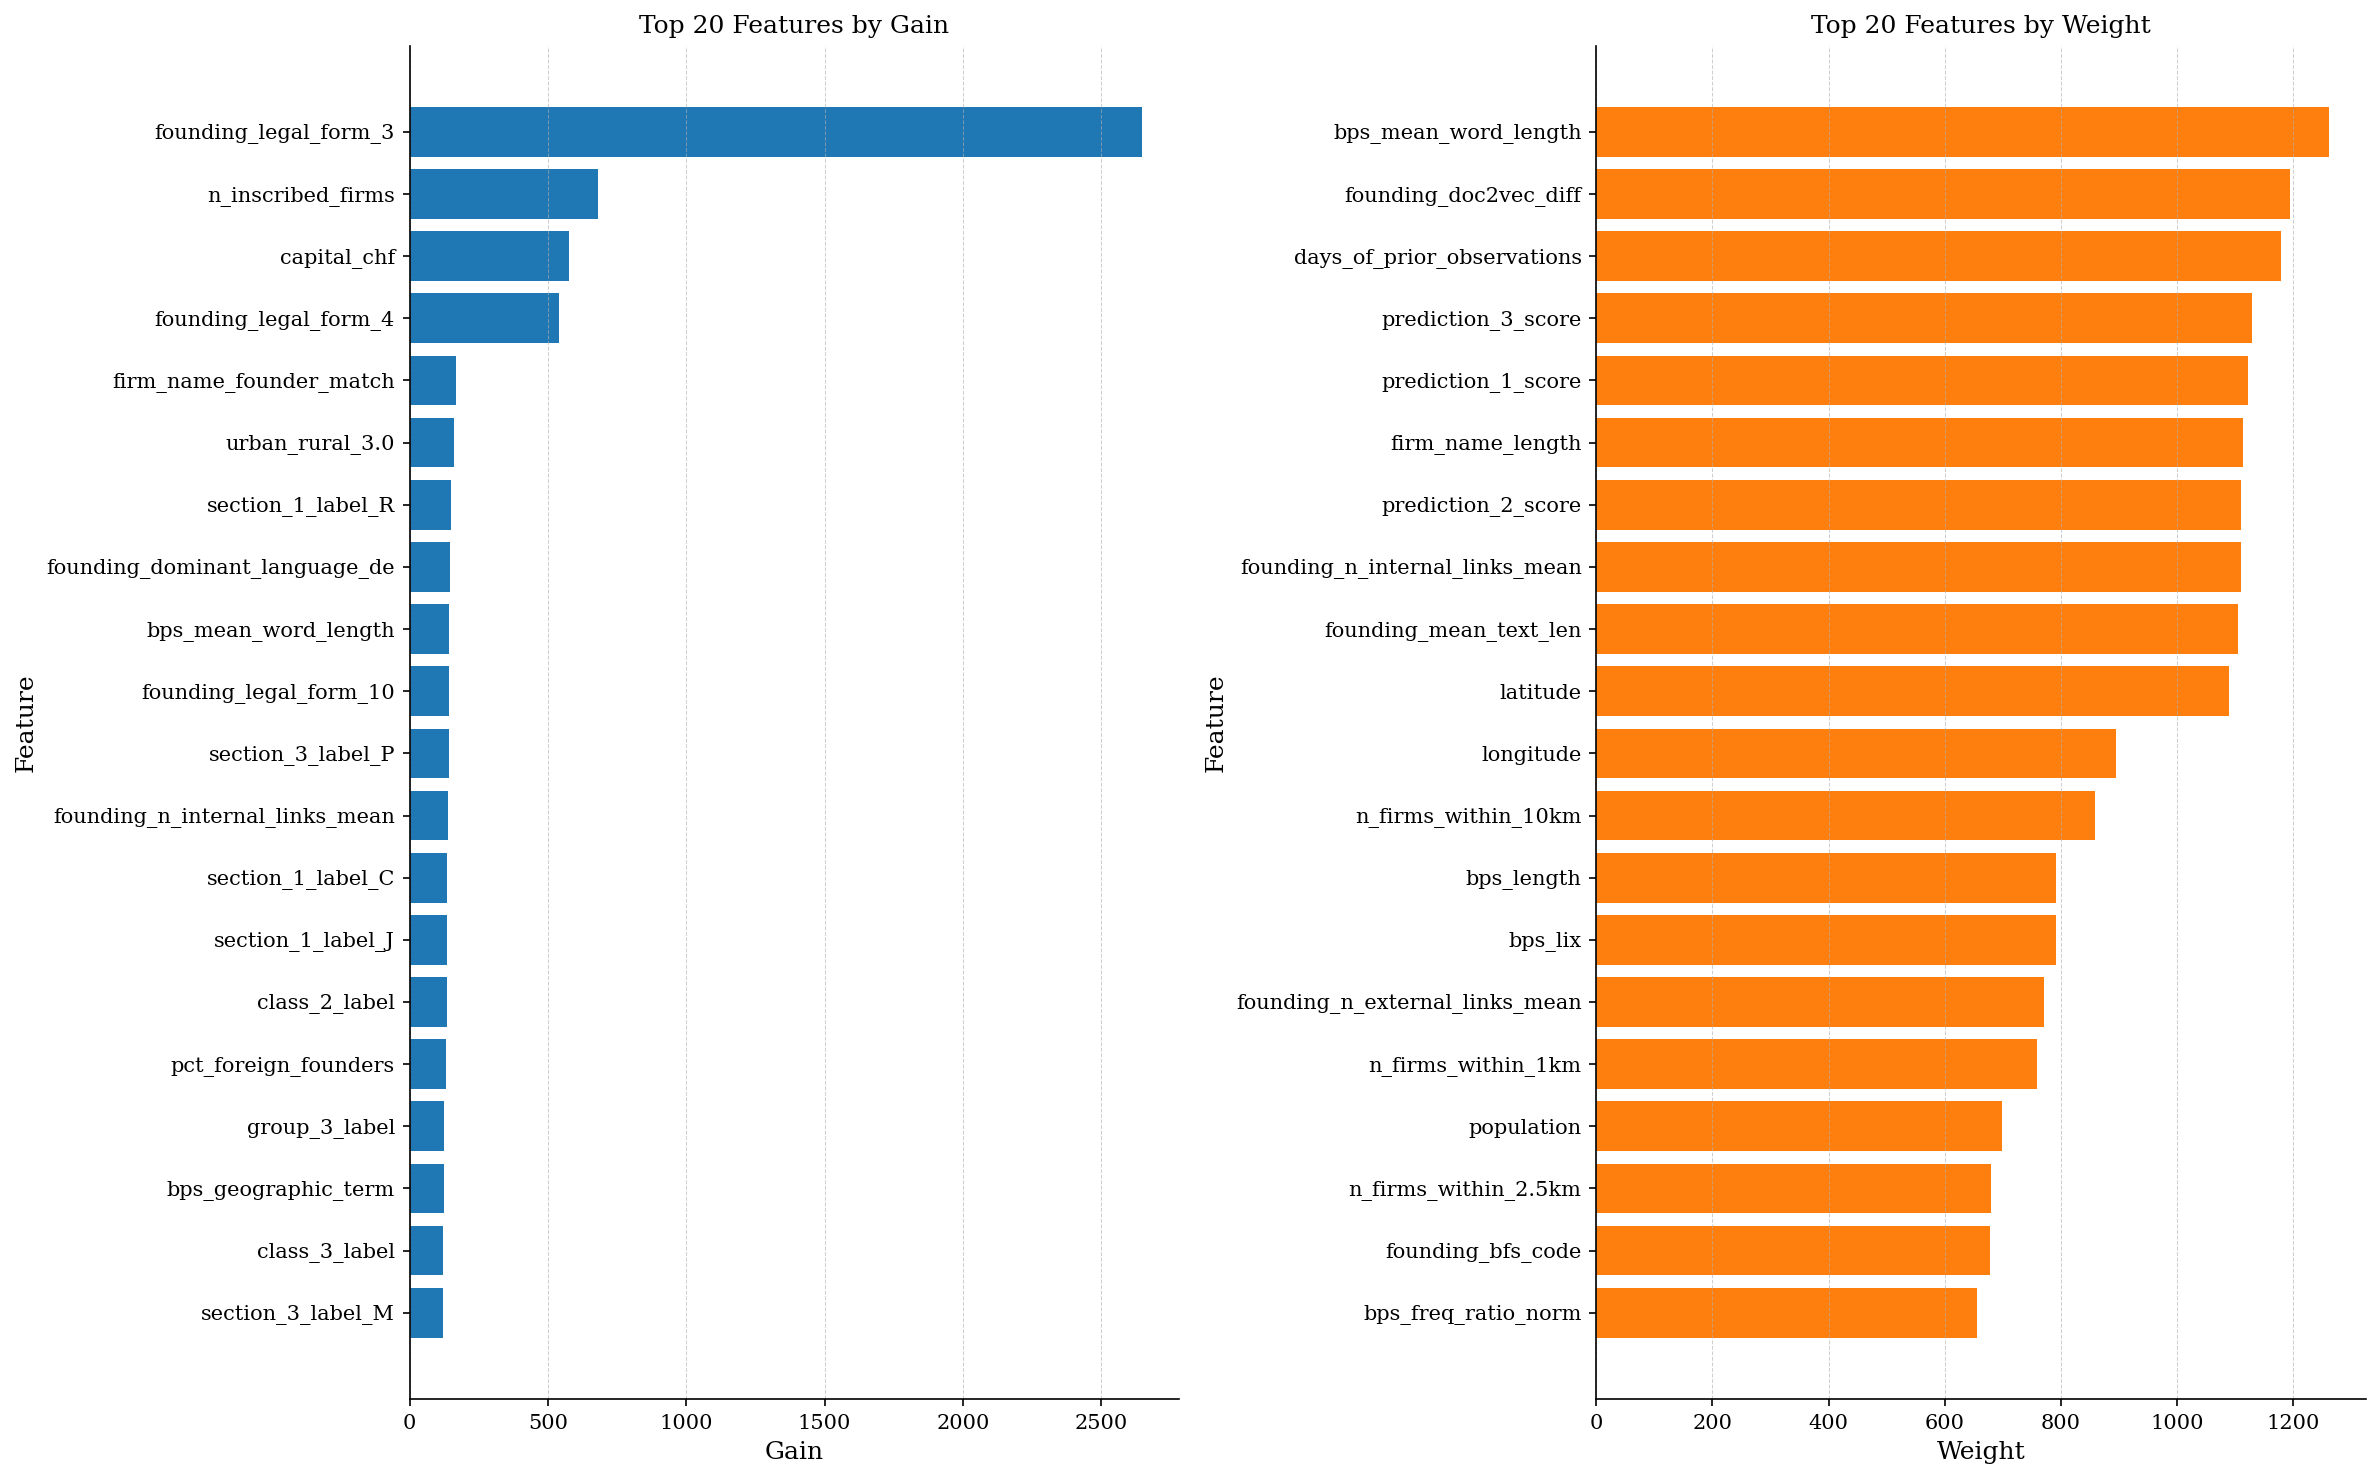 Top 20 Features by Gain
founding_legal_form_3
n_inscribed_firms
capital_chf
founding_legal_form_4
firm_name_founder_match
urban_rural_3.0
section_1_label_R
founding_dominant_language_de
bps_mean_word_length
founding_legal_form_10
section_3_label_P
founding_n_internal_links_mean
section_1_label_C
section_1_label_J
class_2_label
pct_foreign_founders
group_3_label
bps_geographic_term
class_3_label
section_3_label_M
Feature
0 500 1000 1500 2000 2500
Gain
Top 20 Features by Weight
bps_mean_word_length
founding_doc2vec_diff
days_of_prior_observations
prediction_3_score
prediction_1_score
firm_name_length
prediction_2_score
founding_n_internal_links_mean
founding_mean_text_len
latitude
longitude
n_firms_within_10km
bps_length
bps_lix
founding_n_external_links_mean
n_firms_within_1km
population
n_firms_within_2.5km
founding_bfs_code
bps_freq_ratio_norm
Feature
0 200 400 600 800 1000 1200
Weight